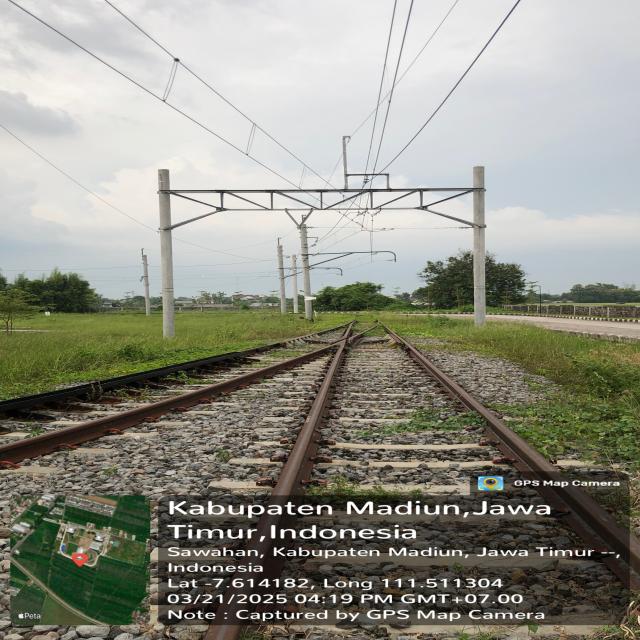 GPS Map Camera
Kabupaten Madiun,Jawa
Timur,Indonesia
Sawahan, Kabupaten Madiun, Jawa Timur --,
Indonesia
Lat -7.614182, Long 111.511304
03/21/2025 04:19 PM GMT+07.00
Note : Captured by GPS Map Camera
Peta